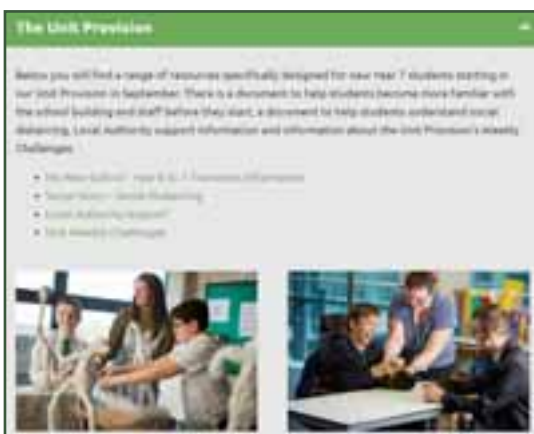 The Unit Provision
Below you will find a range of resources specifically designed for new Year 7 students starting in
our Unit Provision in September. There is a document to help students become more familiar with
the school building and staff before they start, a document to help students understand social
distancing, Local Authority support information and information about the Unit Provision's Weekly
Challenges.
Social Story - Social Distancing
Local Authority Support
Unit Weekly Challenges